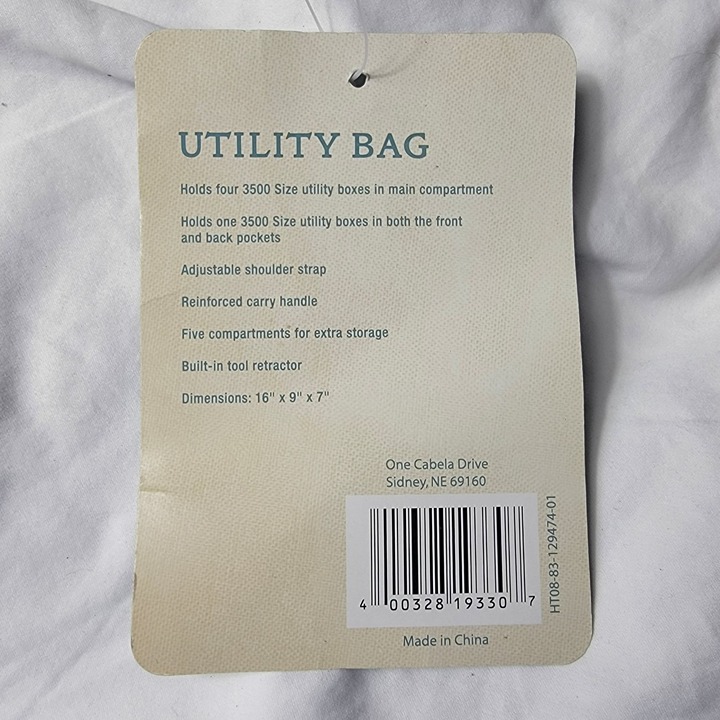 UTILITY BAG
Holds four 3500 Size utility boxes in main compartment
Holds one 3500 Size utility boxes in both the front
and back pockets
Adjustable shoulder strap
Reinforced carry handle
Five compartments for extra storage
Built-in tool retractor
Dimensions: 16" x 9" x 7"
One Cabela Drive
Sidney, NE 69160
HT08-83-129474-01
4 00328 19330 7
Made in China